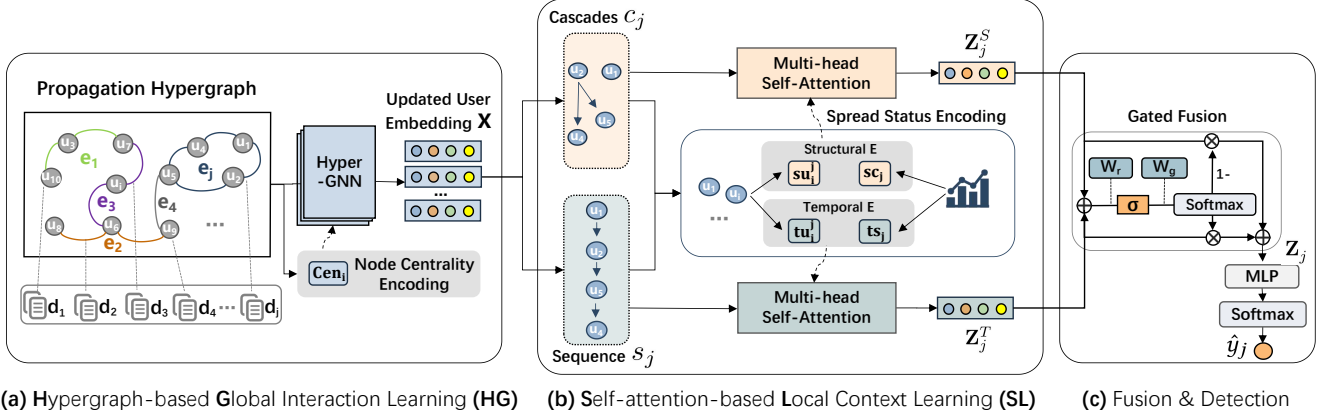 Propagation Hypergraph
u3
u7
u10
e1
ui
e3
u8
u6
e2
u4
u1
u5
ej
u2
e4
u9
...
d1
d2
d3
d4
...
dj
Hyper
-GNN
Ceni
Node Centrality
Encoding
Updated User
Embedding X
...
(a) Hypergraph-based Global Interaction Learning (HG)
Cascades cj
u2
u1
u5
u4
u1
u2
u5
u4
Sequence sj
Multi-head
Self-Attention
Z_j^S
Spread Status Encoding
u1
ui
...
Structural E
su_i^j
scj
Temporal E
tu_i^j
tsj
Multi-head
Self-Attention
Z_j^T
(b) Self-attention-based Local Context Learning (SL)
Gated Fusion
Wr
Wg
1-
σ
Softmax
Zj
MLP
Softmax
ŷj
(c) Fusion & Detection